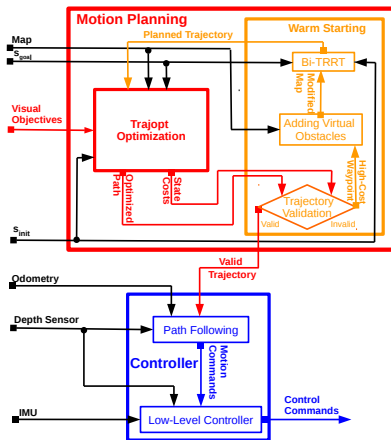 Motion Planning
Warm Starting
Map
Planned Trajectory
s_goal
Bi-TRRT
Modified
Map
Visual
Objectives
Trajopt
Optimization
Adding Virtual
Obstacles
Optimized
Path
State
Costs
High-Cost
Waypoint
Trajectory
Validation
Valid
Invalid
s_init
Valid
Trajectory
Odometry
Depth Sensor
Path Following
Controller
Motion
Commands
IMU
Low-Level Controller
Control
Commands